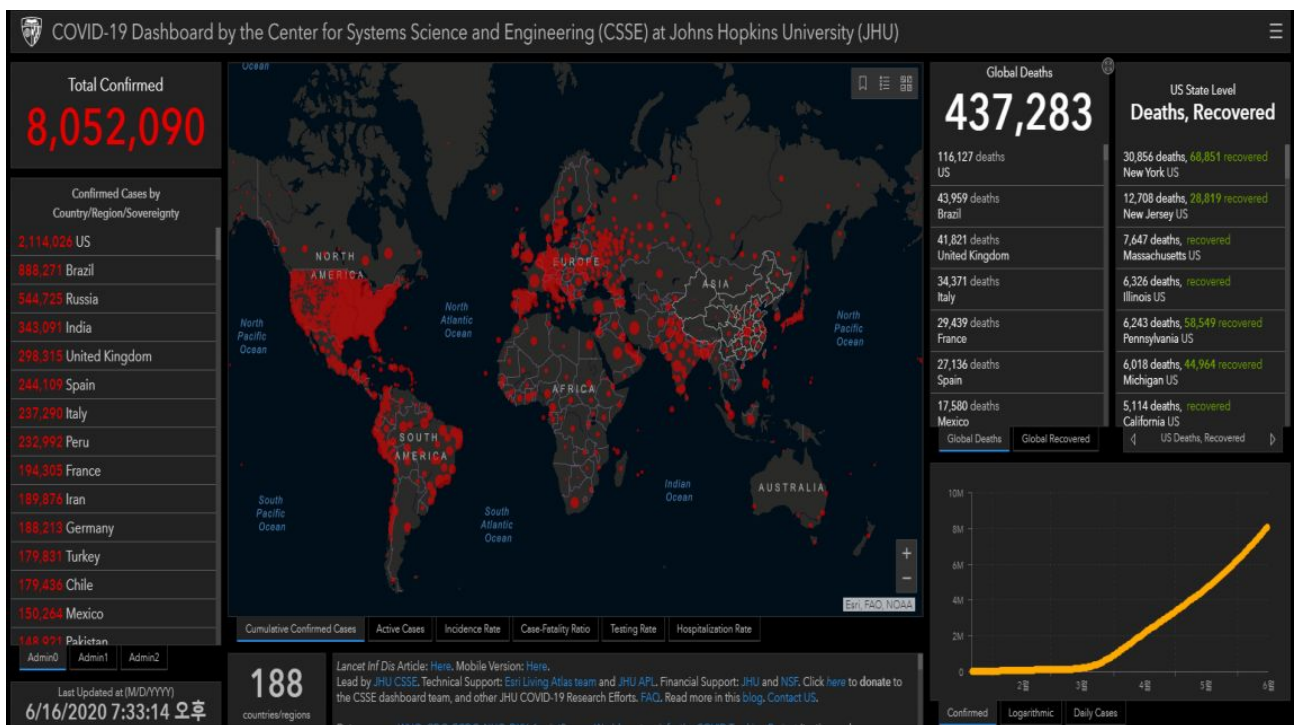 COVID-19 Dashboard by the Center for Systems Science and Engineering (CSSE) at Johns Hopkins University (JHU)
Total Confirmed
8,052,090
Confirmed Cases by
Country/Region/Sovereignty
2,114,026 US
888,271 Brazil
544,725 Russia
343,091 India
298,315 United Kingdom
244,109 Spain
237,290 Italy
232,992 Peru
194,305 France
189,876 Iran
188,213 Germany
179,831 Turkey
179,436 Chile
150,264 Mexico
148,921 Pakistan
Admin0 Admin1 Admin2
Last Updated at (M/D/YYYY)
6/16/2020 7:33:14 오후
Ocean
NORTH
AMERICA
EUROPE
ASIA
North
Pacific
Ocean
North
Atlantic
Ocean
North
Pacific
Ocean
AFRICA
SOUTH
AMERICA
Indian
Ocean
AUSTRALIA
South
Pacific
Ocean
South
Atlantic
Ocean
+
−
Esri, FAO, NOAA
Cumulative Confirmed Cases Active Cases Incidence Rate Case-Fatality Ratio Testing Rate Hospitalization Rate
188
countries/regions
Lancet Inf Dis Article: Here. Mobile Version: Here.
Lead by JHU CSSE. Technical Support: Esri Living Atlas team and JHU APL. Financial Support: JHU and NSF. Click here to donate to
the CSSE dashboard team, and other JHU COVID-19 Research Efforts. FAQ. Read more in this blog. Contact US.
Global Deaths
437,283
116,127 deaths
US
43,959 deaths
Brazil
41,821 deaths
United Kingdom
34,371 deaths
Italy
29,439 deaths
France
27,136 deaths
Spain
17,580 deaths
Mexico
Global Deaths Global Recovered
US State Level
Deaths, Recovered
30,856 deaths, 68,851 recovered
New York US
12,708 deaths, 28,819 recovered
New Jersey US
7,647 deaths, recovered
Massachusetts US
6,326 deaths, recovered
Illinois US
6,243 deaths, 58,549 recovered
Pennsylvania US
6,018 deaths, 44,964 recovered
Michigan US
5,114 deaths, recovered
California US
US Deaths, Recovered
10M
8M
6M
4M
2M
0
2월 3월 4월 5월 6월
Confirmed Logarithmic Daily Cases